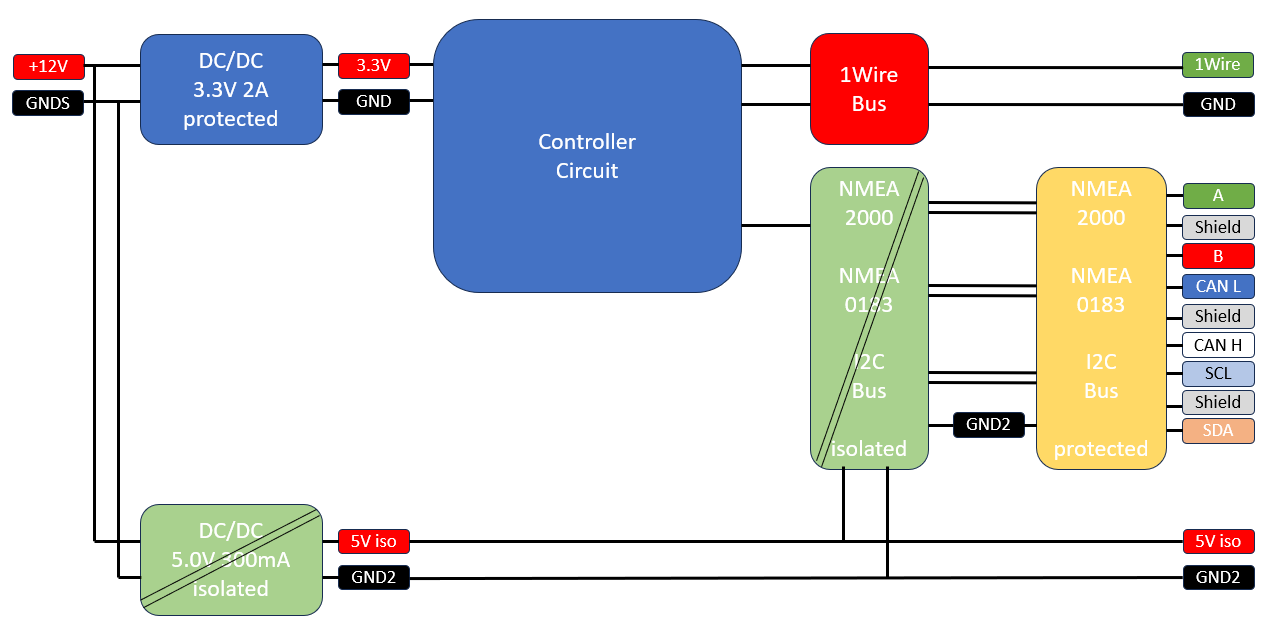 +12V
GNDS
DC/DC
3.3V 2A
protected
3.3V
GND
Controller
Circuit
1Wire
Bus
1Wire
GND
NMEA
2000
NMEA
0183
I2C
Bus
isolated
GND2
NMEA
2000
NMEA
0183
I2C
Bus
protected
A
Shield
B
CAN L
Shield
CAN H
SCL
Shield
SDA
DC/DC
5.0V 300mA
isolated
5V iso
GND2
5V iso
GND2